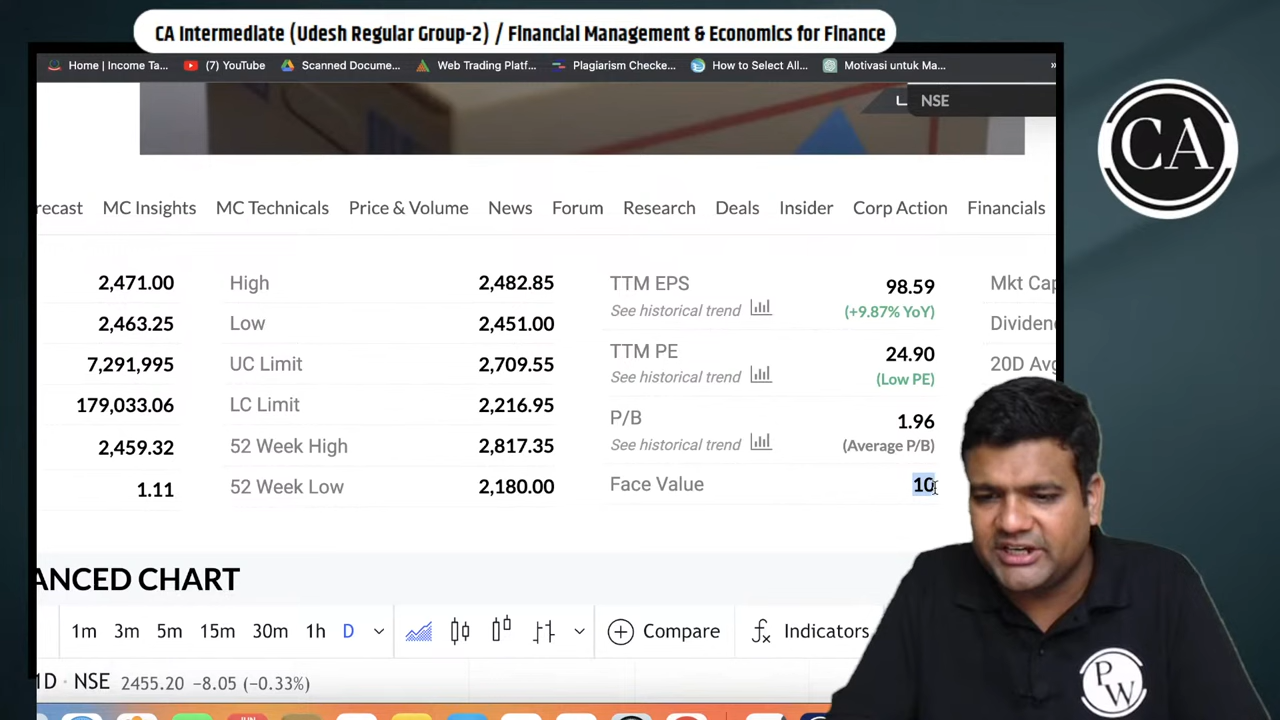 CA Intermediate (Udesh Regular Group-2) / Financial Management & Economics for Finance
Home | Income Ta... (7) YouTube Scanned Docume... Web Trading Platf... Plagiarism Checke... How to Select All... Motivasi untuk Ma... »
NSE
CA
recast MC Insights MC Technicals Price & Volume News Forum Research Deals Insider Corp Action Financials
2,471.00 High 2,482.85 TTM EPS 98.59 Mkt Cap
See historical trend (+9.87% YoY)
2,463.25 Low 2,451.00 Dividen
7,291,995 UC Limit 2,709.55 TTM PE 24.90 20D Avg
See historical trend (Low PE)
179,033.06 LC Limit 2,216.95 P/B 1.96
2,459.32 52 Week High 2,817.35 See historical trend (Average P/B)
1.11 52 Week Low 2,180.00 Face Value 10
ANCED CHART
1m 3m 5m 15m 30m 1h D Compare Indicators
1D · NSE 2455.20 −8.05 (−0.33%)
PW